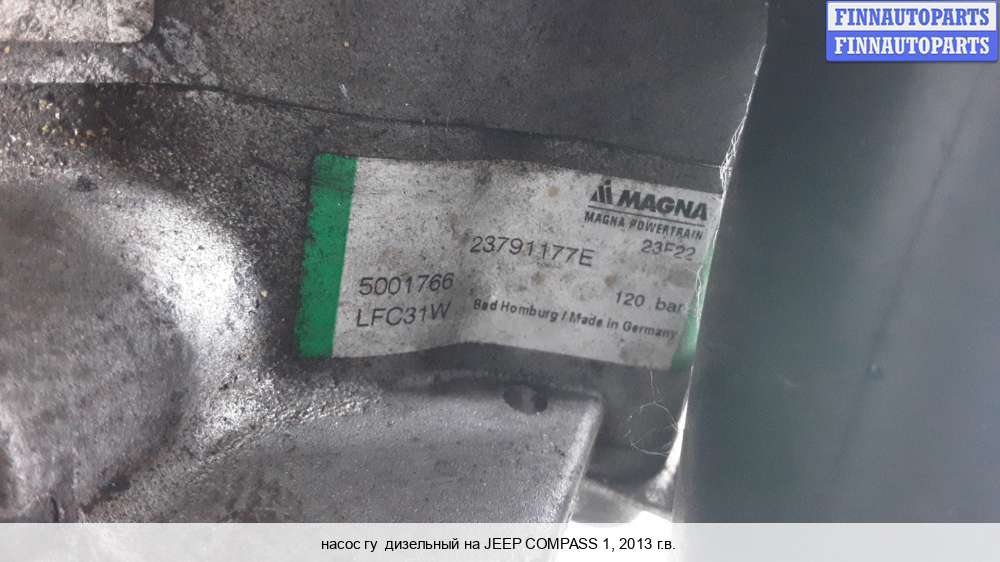 FINNAUTOPARTS
FINNAUTOPARTS
MAGNA
MAGNA POWERTRAIN
23791177E 23F22
5001766 120 bar
LFC31W Bad Homburg / Made in Germany
насос гу дизельный на JEEP COMPASS 1, 2013 г.в.